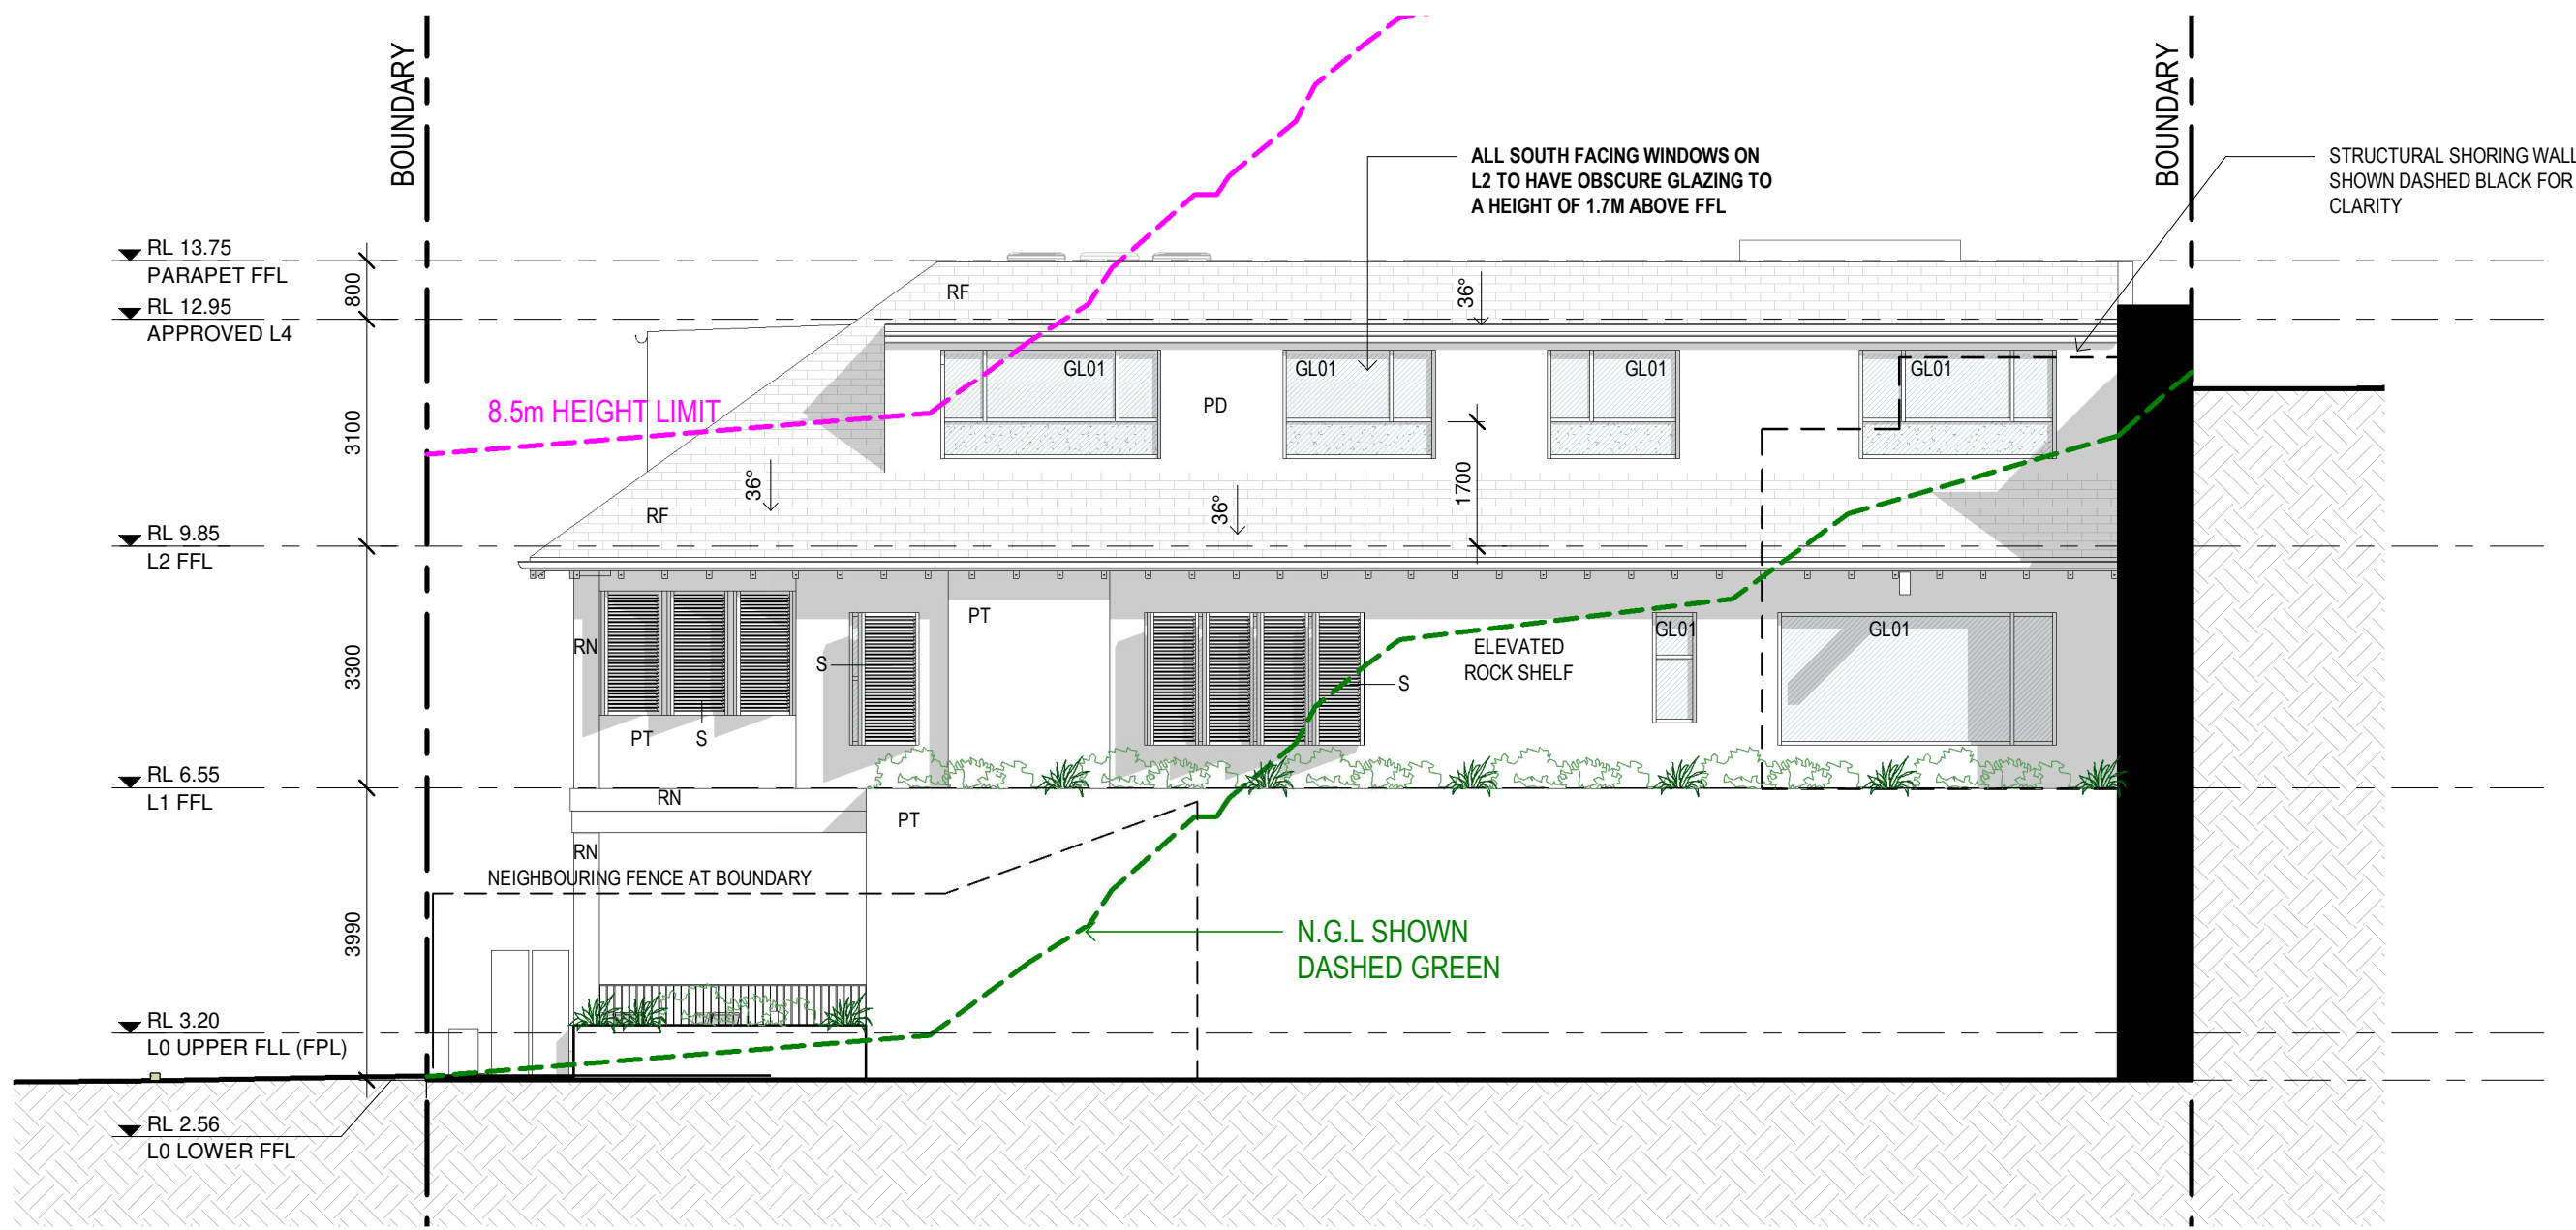 BOUNDARY
BOUNDARY
ALL SOUTH FACING WINDOWS ON
L2 TO HAVE OBSCURE GLAZING TO
A HEIGHT OF 1.7M ABOVE FFL
STRUCTURAL SHORING WALL
SHOWN DASHED BLACK FOR
CLARITY
RL 13.75
PARAPET FFL
800
RL 12.95
APPROVED L4
RF
36°
GL01
GL01
GL01
GL01
8.5m HEIGHT LIMIT
PD
3100
1700
36°
36°
RF
RL 9.85
L2 FFL
PT
RN
S
GL01
GL01
ELEVATED
ROCK SHELF
S
3300
PT
S
RL 6.55
L1 FFL
RN
PT
RN
NEIGHBOURING FENCE AT BOUNDARY
3990
N.G.L SHOWN
DASHED GREEN
RL 3.20
L0 UPPER FLL (FPL)
RL 2.56
L0 LOWER FFL